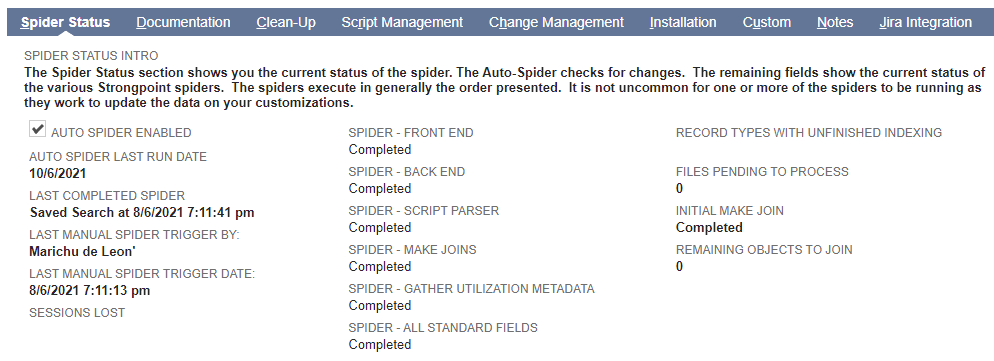 Spider Status Documentation Clean-Up Script Management Change Management Installation Custom Notes Jira Integration
SPIDER STATUS INTRO
The Spider Status section shows you the current status of the spider. The Auto-Spider checks for changes.  The remaining fields show the current status of
the various Strongpoint spiders.  The spiders execute in generally the order presented.  It is not uncommon for one or more of the spiders to be running as
they work to update the data on your customizations.
AUTO SPIDER ENABLED
AUTO SPIDER LAST RUN DATE
10/6/2021
LAST COMPLETED SPIDER
Saved Search at 8/6/2021 7:11:41 pm
LAST MANUAL SPIDER TRIGGER BY:
Marichu de Leon'
LAST MANUAL SPIDER TRIGGER DATE:
8/6/2021 7:11:13 pm
SESSIONS LOST
SPIDER - FRONT END
Completed
SPIDER - BACK END
Completed
SPIDER - SCRIPT PARSER
Completed
SPIDER - MAKE JOINS
Completed
SPIDER - GATHER UTILIZATION METADATA
Completed
SPIDER - ALL STANDARD FIELDS
Completed
RECORD TYPES WITH UNFINISHED INDEXING
FILES PENDING TO PROCESS
0
INITIAL MAKE JOIN
Completed
REMAINING OBJECTS TO JOIN
0